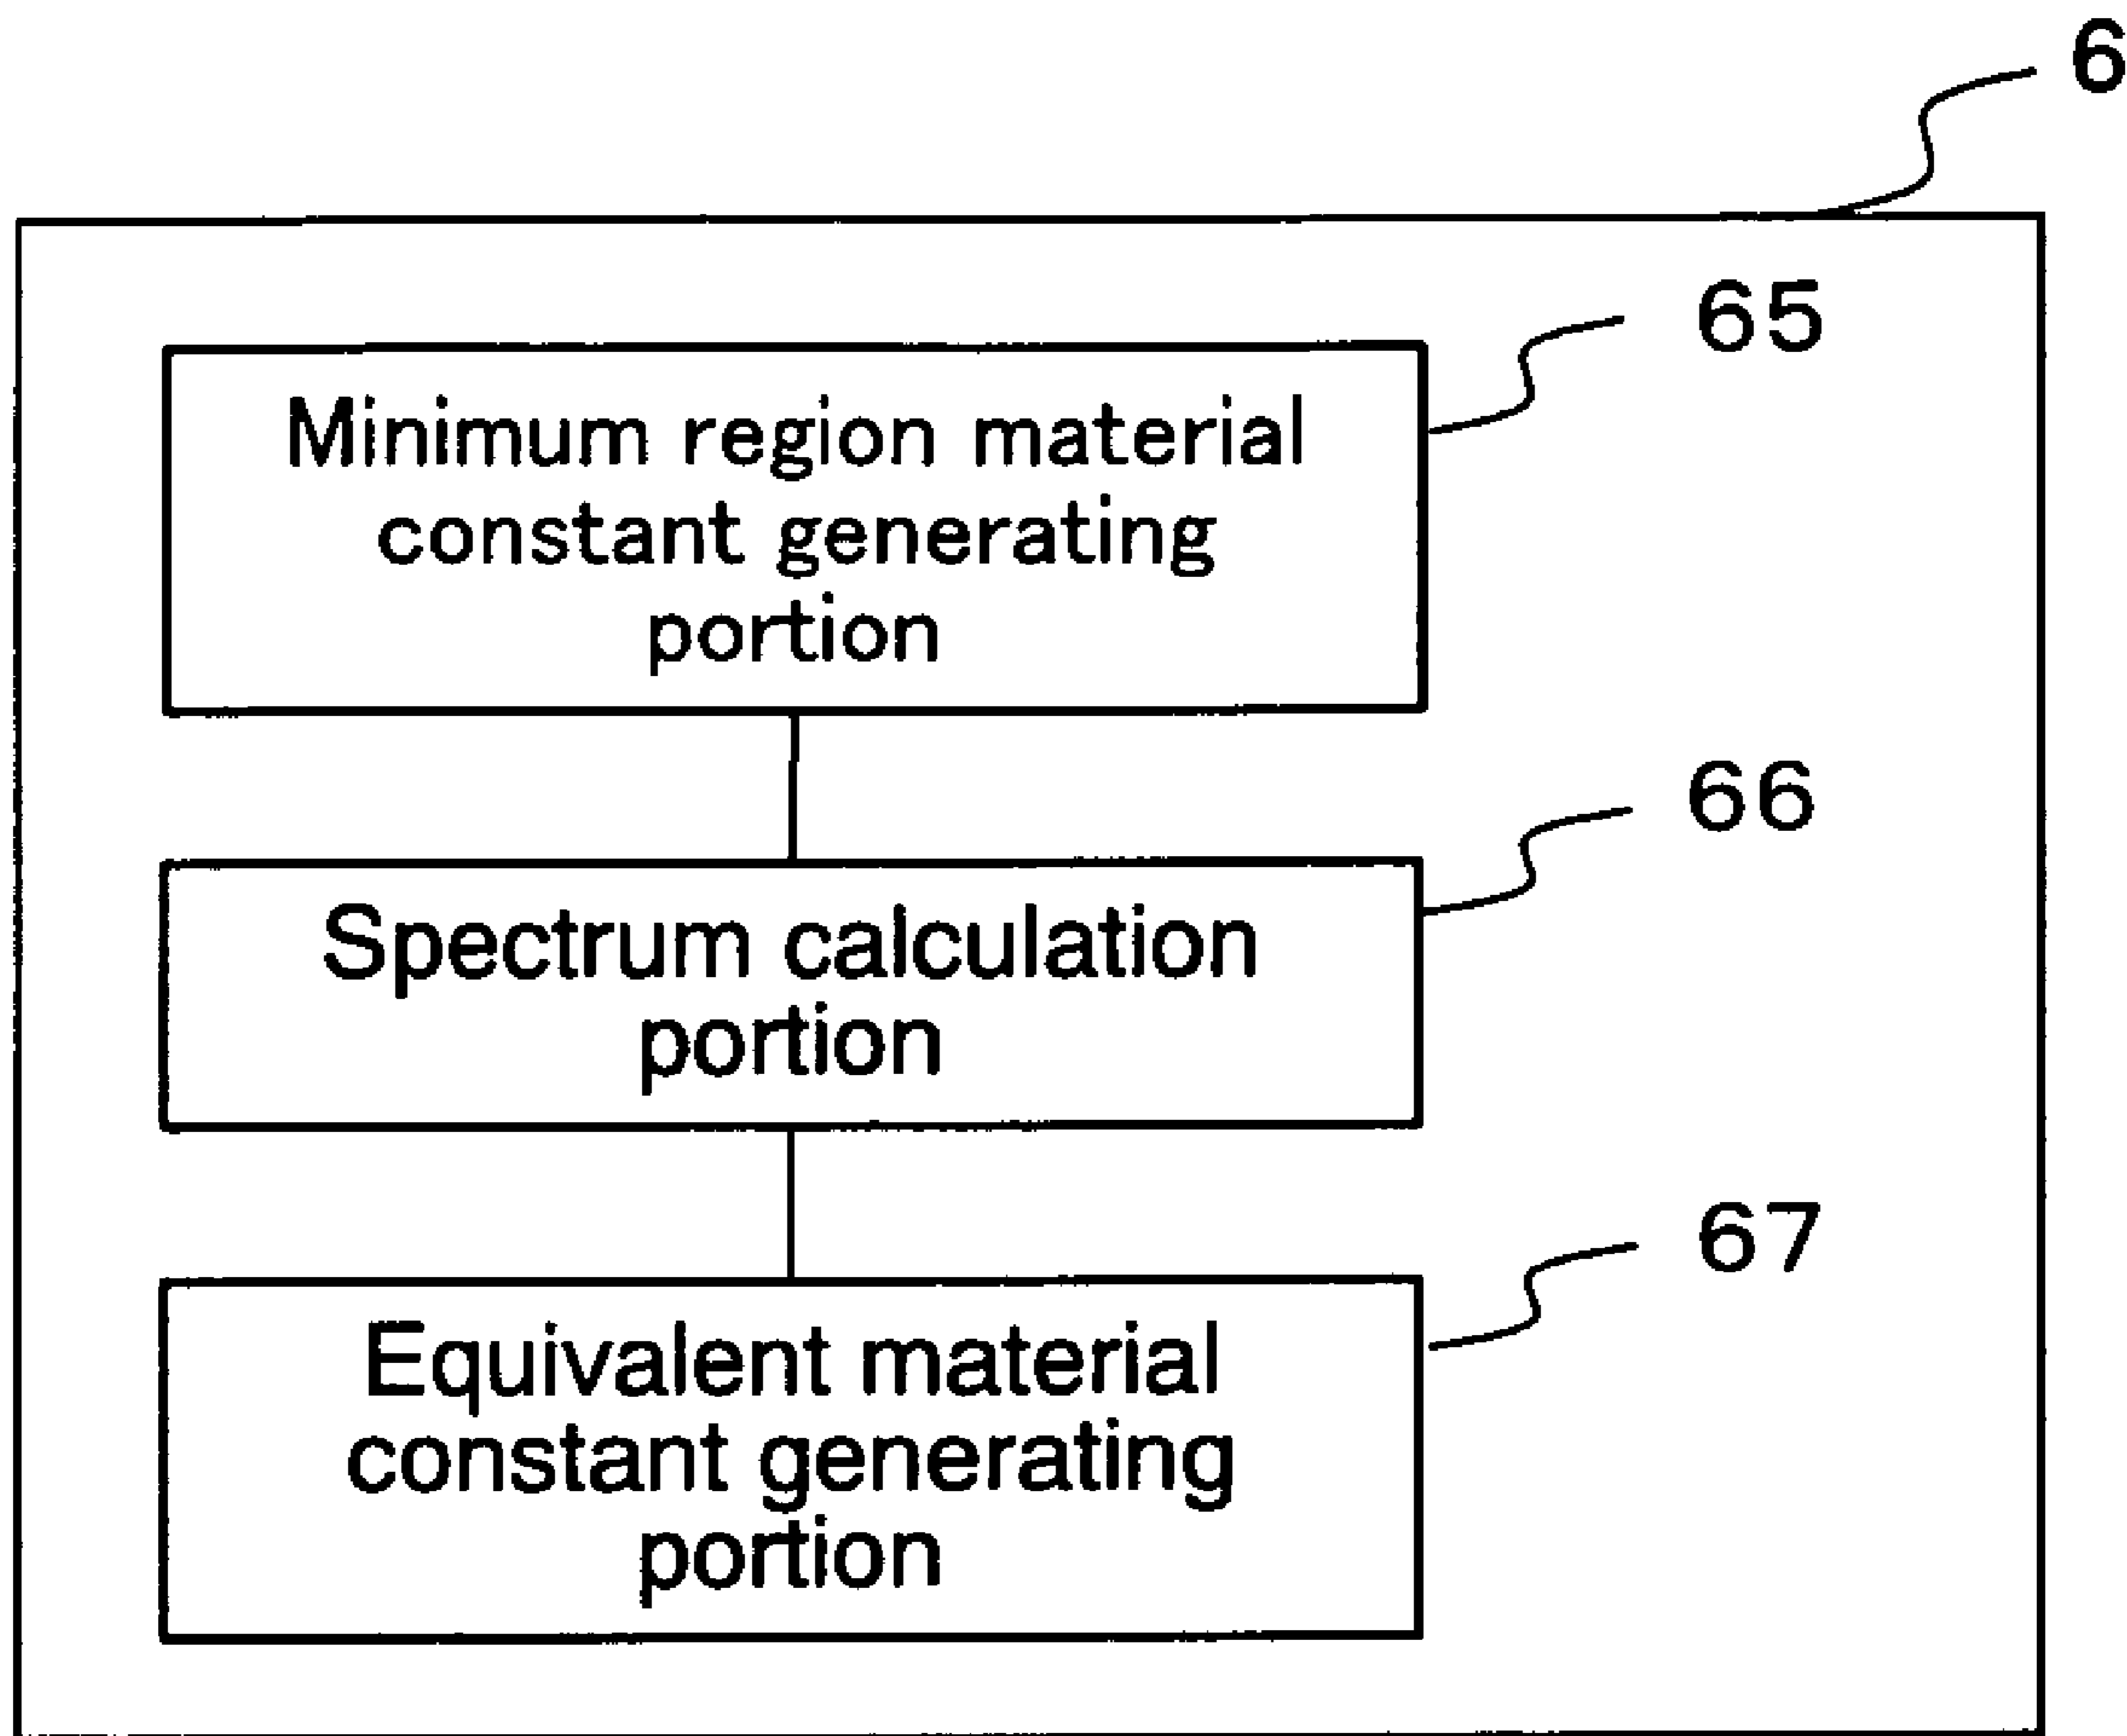 6
65
Minimum region material
constant generating
portion
66
Spectrum calculation
portion
67
Equivalent material
constant generating
portion